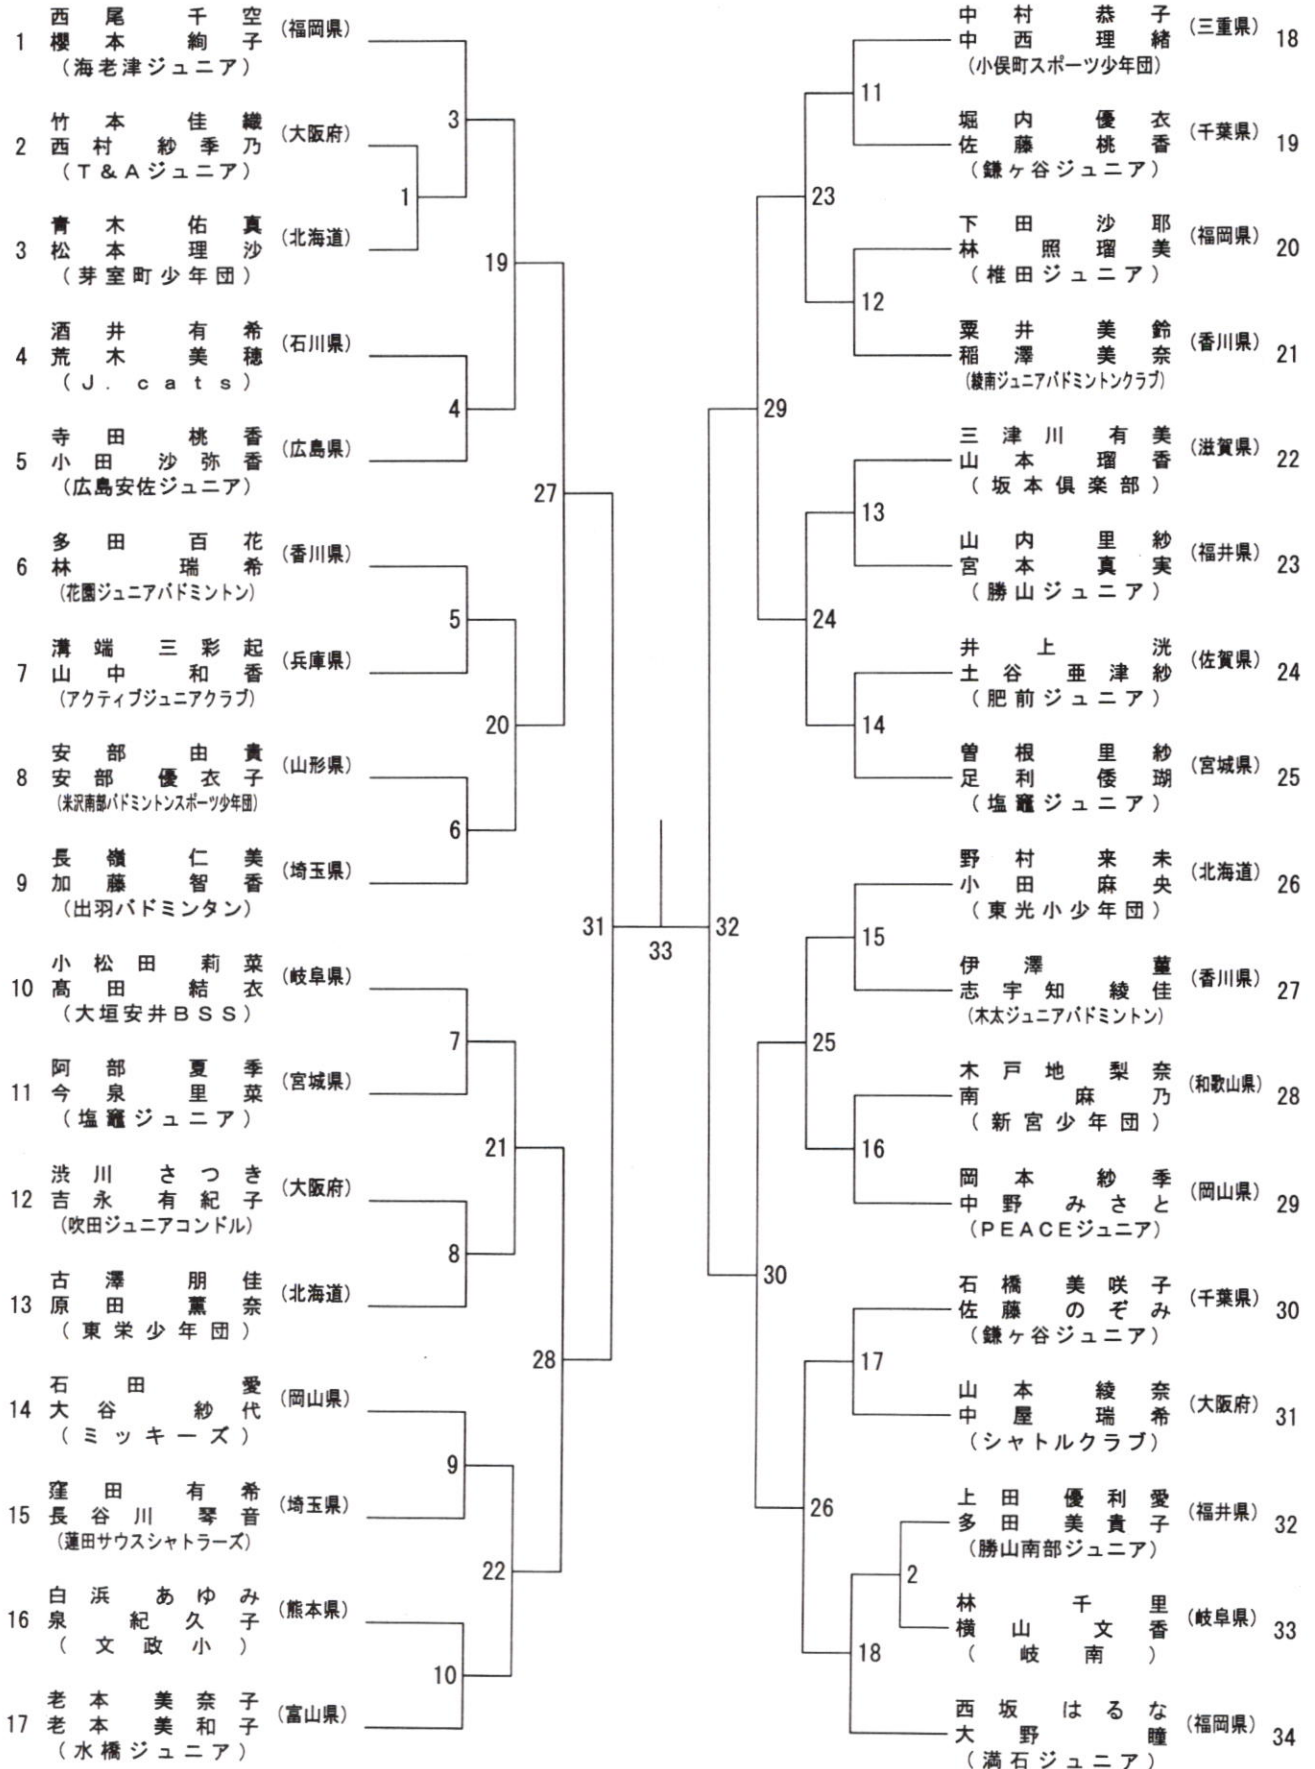 西尾千空
1 櫻本絢子 (福岡県)
(海老津ジュニア)
竹本佳織
2 西村紗季乃 (大阪府)
(T&Aジュニア)
青木佑真
3 松本理沙 (北海道)
(芽室町少年団)
酒井有希
4 荒木美穂 (石川県)
(J.cats)
寺田桃香
5 小田沙弥香 (広島県)
(広島安佐ジュニア)
多田百花
6 林瑞希 (香川県)
(花園ジュニアバドミントン)
溝端三彩起
7 山中和香 (兵庫県)
(アクティブジュニアクラブ)
安部由貴
8 安部優衣子 (山形県)
(米沢南部バドミントンスポーツ少年団)
長嶺仁美
9 加藤智香 (埼玉県)
(出羽バドミンタン)
小松田莉菜
10 髙田結衣 (岐阜県)
(大垣安井BSS)
阿部夏季
11 今泉里菜 (宮城県)
(塩竈ジュニア)
渋川さつき
12 吉永有紀子 (大阪府)
(吹田ジュニアコンドル)
古澤朋佳
13 原田薫奈 (北海道)
(東栄少年団)
石田愛
14 大谷紗代 (岡山県)
(ミッキーズ)
窪田有希
15 長谷川琴音 (埼玉県)
(蓮田サウスシャトラーズ)
白浜あゆみ
16 泉紀久子 (熊本県)
(文政小)
老本美奈子
17 老本美和子 (富山県)
(水橋ジュニア)
1
3
4
5
6
7
8
9
10
19
20
21
22
27
28
31
33
32
29
30
23
24
25
26
11
12
13
14
15
16
17
2
18
中村恭子
中西理緒 (三重県) 18
(小俣町スポーツ少年団)
堀内優衣
佐藤桃香 (千葉県) 19
(鎌ヶ谷ジュニア)
下田沙耶
林照瑠美 (福岡県) 20
(椎田ジュニア)
粟井美鈴
稲澤美奈 (香川県) 21
(綾南ジュニアバドミントンクラブ)
三津川有美
山本瑠香 (滋賀県) 22
(坂本倶楽部)
山内里紗
宮本真実 (福井県) 23
(勝山ジュニア)
井上洸
土谷亜津紗 (佐賀県) 24
(肥前ジュニア)
曽根里紗
足利倭瑚 (宮城県) 25
(塩竈ジュニア)
野村来未
小田麻央 (北海道) 26
(東光小少年団)
伊澤菫
志宇知綾佳 (香川県) 27
(木太ジュニアバドミントン)
木戸地梨奈
南麻乃 (和歌山県) 28
(新宮少年団)
岡本紗季
中野みさと (岡山県) 29
(PEACEジュニア)
石橋美咲子
佐藤のぞみ (千葉県) 30
(鎌ヶ谷ジュニア)
山本綾奈
中屋瑞希 (大阪府) 31
(シャトルクラブ)
上田優利愛
多田美貴子 (福井県) 32
(勝山南部ジュニア)
林千里
横山文香 (岐阜県) 33
(岐南)
西坂はるな
大野瞳 (福岡県) 34
(満石ジュニア)